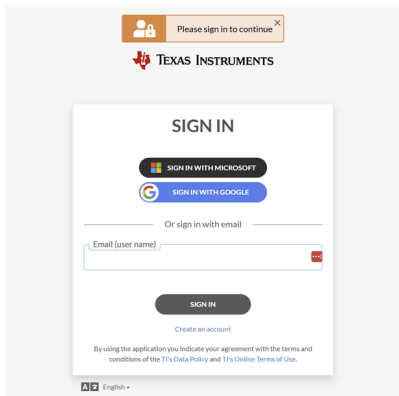 Please sign in to continue
TEXAS INSTRUMENTS
SIGN IN
SIGN IN WITH MICROSOFT
SIGN IN WITH GOOGLE
Or sign in with email
Email (user name)
SIGN IN
Create an account
By using the application you indicate your agreement with the terms and
conditions of the TI's Data Policy and TI's Online Terms of Use.
English